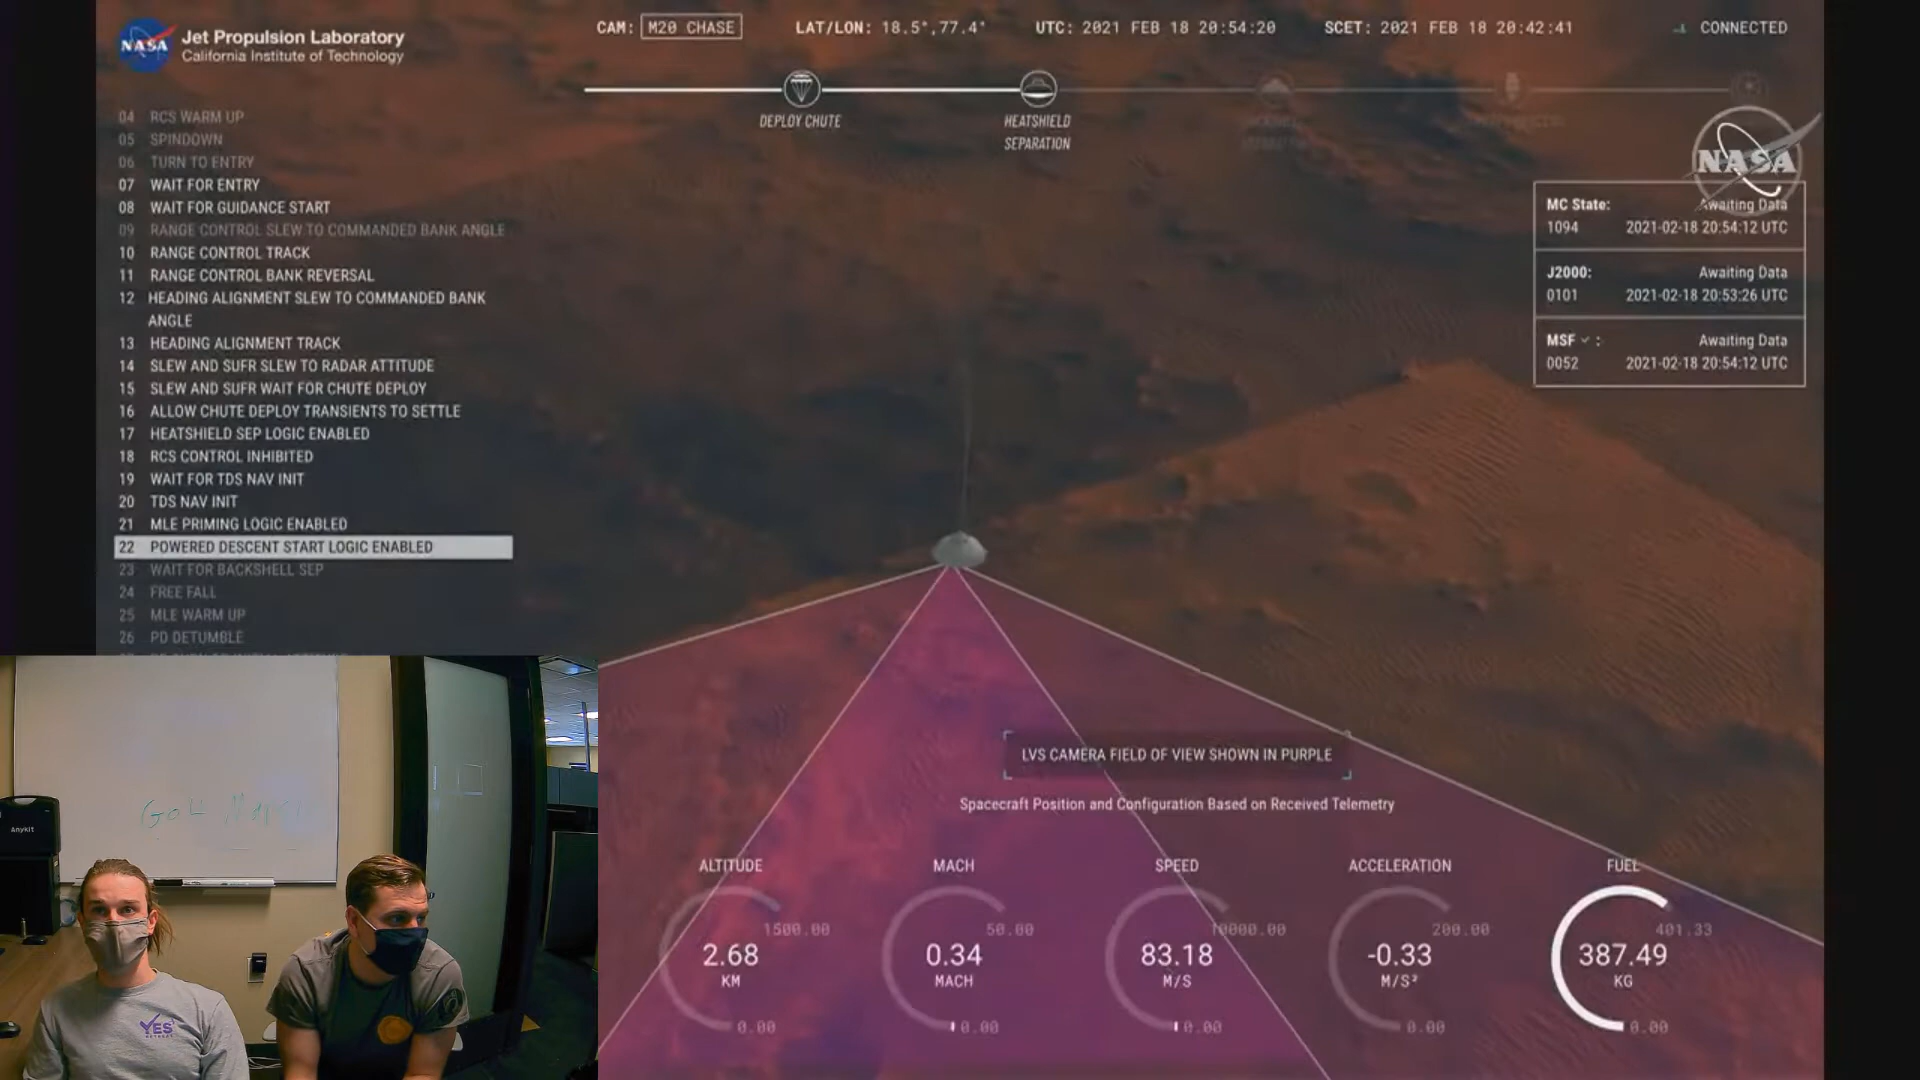 NASA
Jet Propulsion Laboratory
California Institute of Technology
CAM: M20 CHASE
LAT/LON: 18.5°,77.4°
UTC: 2021 FEB 18 20:54:20
SCET: 2021 FEB 18 20:42:41
CONNECTED
DEPLOY CHUTE
HEATSHIELD
SEPARATION
NASA
04 RCS WARM UP
05 SPINDOWN
06 TURN TO ENTRY
07 WAIT FOR ENTRY
08 WAIT FOR GUIDANCE START
09 RANGE CONTROL SLEW TO COMMANDED BANK ANGLE
10 RANGE CONTROL TRACK
11 RANGE CONTROL BANK REVERSAL
12 HEADING ALIGNMENT SLEW TO COMMANDED BANK
ANGLE
13 HEADING ALIGNMENT TRACK
14 SLEW AND SUFR SLEW TO RADAR ATTITUDE
15 SLEW AND SUFR WAIT FOR CHUTE DEPLOY
16 ALLOW CHUTE DEPLOY TRANSIENTS TO SETTLE
17 HEATSHIELD SEP LOGIC ENABLED
18 RCS CONTROL INHIBITED
19 WAIT FOR TDS NAV INIT
20 TDS NAV INIT
21 MLE PRIMING LOGIC ENABLED
22 POWERED DESCENT START LOGIC ENABLED
23 WAIT FOR BACKSHELL SEP
24 FREE FALL
25 MLE WARM UP
26 PD DETUMBLE
MC State: Awaiting Data
1094 2021-02-18 20:54:12 UTC
J2000: Awaiting Data
0101 2021-02-18 20:53:26 UTC
MSF ✓ : Awaiting Data
0052 2021-02-18 20:54:12 UTC
LVS CAMERA FIELD OF VIEW SHOWN IN PURPLE
Spacecraft Position and Configuration Based on Received Telemetry
ALTITUDE
1500.00
2.68
KM
0.00
MACH
50.00
0.34
MACH
0.00
SPEED
10000.00
83.18
M/S
0.00
ACCELERATION
200.00
-0.33
M/S²
0.00
FUEL
401.33
387.49
KG
0.00
Anykit
YES